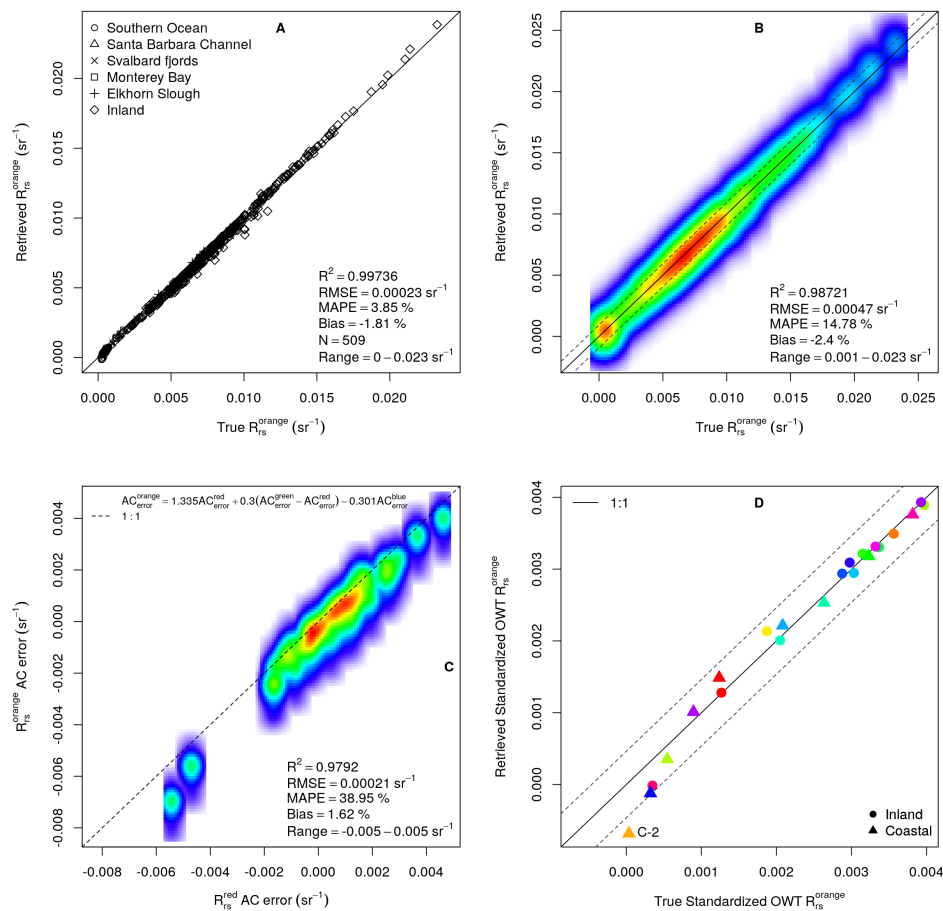 A
Southern Ocean
Santa Barbara Channel
Svalbard fjords
Monterey Bay
Elkhorn Slough
Inland
R² = 0.99736
RMSE = 0.00023 sr⁻¹
MAPE = 3.85 %
Bias = -1.81 %
N = 509
Range = 0 – 0.023 sr⁻¹
0.000 0.005 0.010 0.015 0.020
0.000 0.005 0.010 0.015 0.020
True R_rs^orange (sr⁻¹)
Retrieved R_rs^orange (sr⁻¹)
B
R² = 0.98721
RMSE = 0.00047 sr⁻¹
MAPE = 14.78 %
Bias = -2.4 %
Range = 0.001 – 0.023 sr⁻¹
0.000 0.005 0.010 0.015 0.020 0.025
0.000 0.005 0.010 0.015 0.020 0.025
True R_rs^orange (sr⁻¹)
Retrieved R_rs^orange (sr⁻¹)
AC_error^orange = 1.335AC_error^red + 0.3(AC_error^green – AC_error^red) – 0.301AC_error^blue
1 : 1
C
R² = 0.9792
RMSE = 0.00021 sr⁻¹
MAPE = 38.95 %
Bias = 1.62 %
Range = -0.005 – 0.005 sr⁻¹
-0.008 -0.006 -0.004 -0.002 0.000 0.002 0.004
-0.008 -0.006 -0.004 -0.002 0.000 0.002 0.004
R_rs^red AC error (sr⁻¹)
R_rs^orange AC error (sr⁻¹)
1:1
D
C-2
Inland
Coastal
0.000 0.001 0.002 0.003 0.004
0.000 0.001 0.002 0.003 0.004
True Standardized OWT R_rs^orange
Retrieved Standardized OWT R_rs^orange